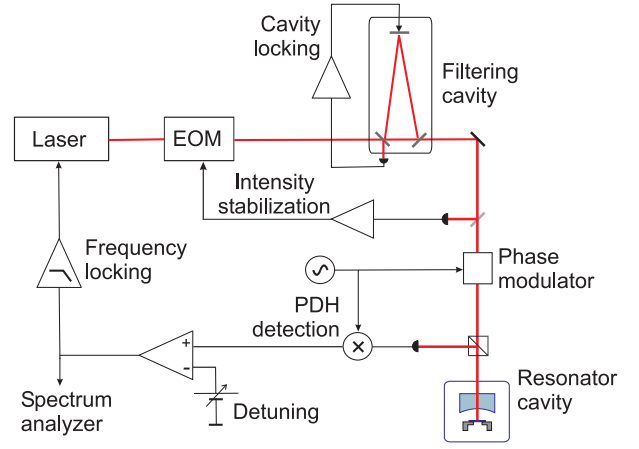 Cavity
locking
Filtering
cavity
Laser
EOM
Intensity
stabilization
Frequency
locking
Phase
modulator
PDH
detection
+
-
×
Detuning
Spectrum
analyzer
Resonator
cavity